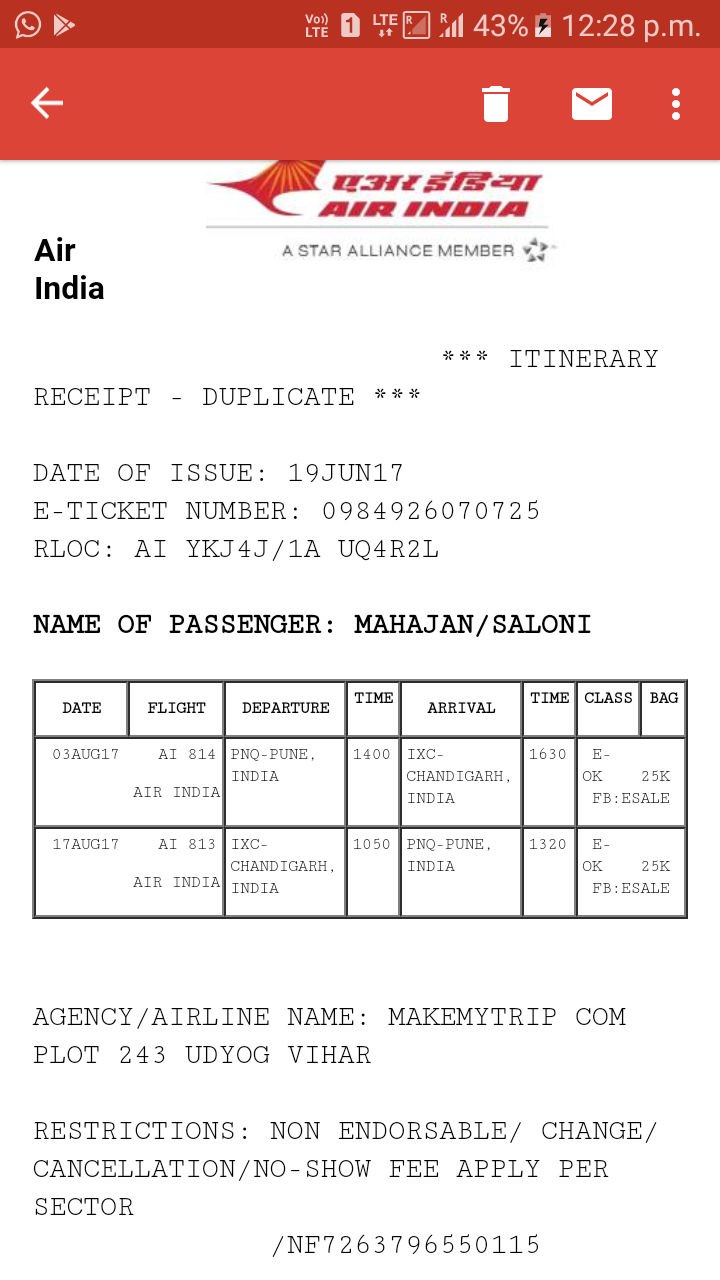 Vo)) LTE 1 LTE R R 43% 12:28 p.m.
एअर इंडिया
AIR INDIA
A STAR ALLIANCE MEMBER
Air
India
*** ITINERARY
RECEIPT - DUPLICATE ***
DATE OF ISSUE: 19JUN17
E-TICKET NUMBER: 0984926070725
RLOC: AI YKJ4J/1A UQ4R2L
NAME OF PASSENGER: MAHAJAN/SALONI
DATE FLIGHT DEPARTURE TIME ARRIVAL TIME CLASS BAG
03AUG17 AI 814 PNQ-PUNE, 1400 IXC- 1630 E-
INDIA CHANDIGARH, OK 25K
AIR INDIA INDIA FB:ESALE
17AUG17 AI 813 IXC- 1050 PNQ-PUNE, 1320 E-
CHANDIGARH, INDIA OK 25K
AIR INDIA INDIA FB:ESALE
AGENCY/AIRLINE NAME: MAKEMYTRIP COM
PLOT 243 UDYOG VIHAR
RESTRICTIONS: NON ENDORSABLE/ CHANGE/
CANCELLATION/NO-SHOW FEE APPLY PER
SECTOR
/NF7263796550115